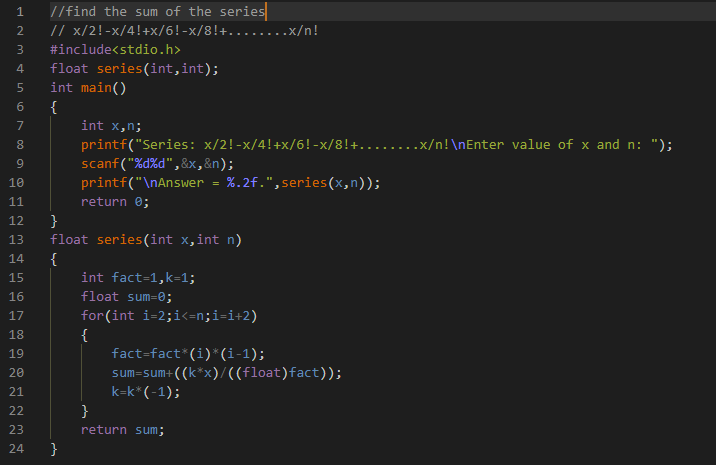 1 //find the sum of the series
2 // x/2!-x/4!+x/6!-x/8!+........x/n!
3 #include<stdio.h>
4 float series(int,int);
5 int main()
6 {
7     int x,n;
8     printf("Series: x/2!-x/4!+x/6!-x/8!+........x/n!\nEnter value of x and n: ");
9     scanf("%d%d",&x,&n);
10     printf("\nAnswer = %.2f.",series(x,n));
11     return 0;
12 }
13 float series(int x,int n)
14 {
15     int fact=1,k=1;
16     float sum=0;
17     for(int i=2;i<=n;i=i+2)
18     {
19         fact=fact*(i)*(i-1);
20         sum=sum+((k*x)/((float)fact));
21         k=k*(-1);
22     }
23     return sum;
24 }